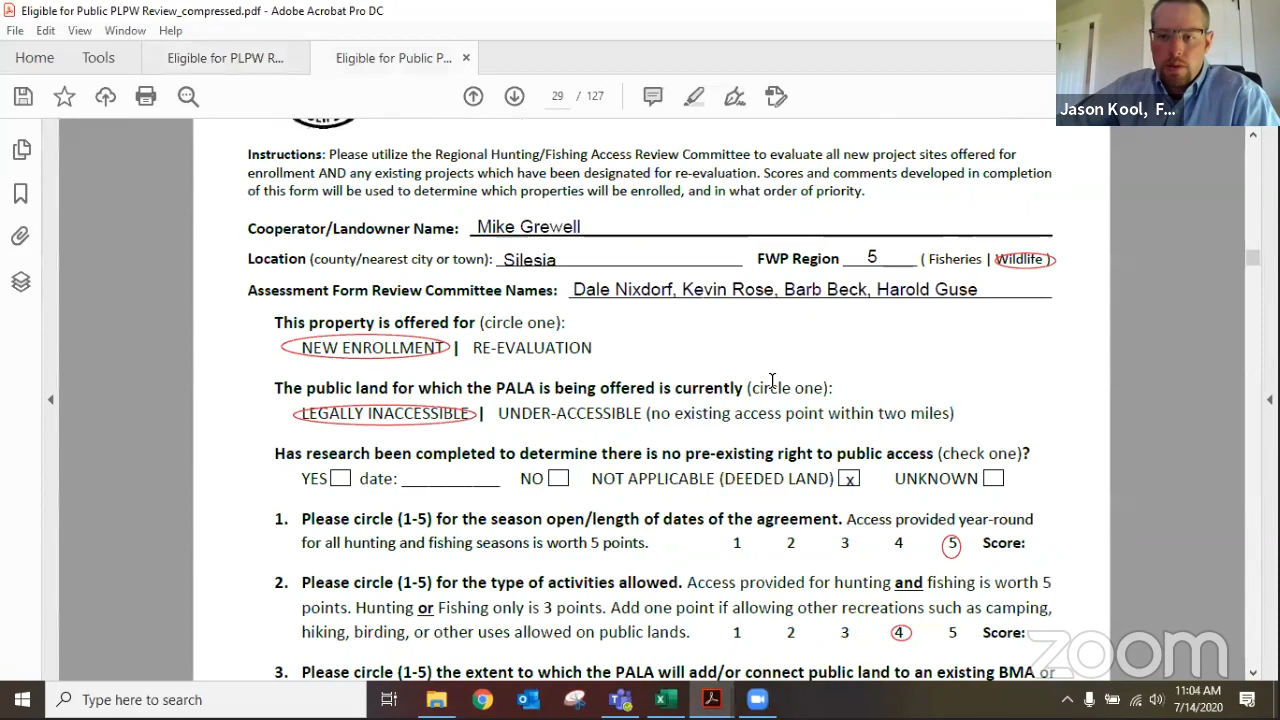 Eligible for Public PLPW Review_compressed.pdf - Adobe Acrobat Pro DC
File Edit View Window Help
Home Tools Eligible for PLPW R... Eligible for Public P... ×
29 / 127
Jason Kool, F...
Instructions: Please utilize the Regional Hunting/Fishing Access Review Committee to evaluate all new project sites offered for
enrollment AND any existing projects which have been designated for re-evaluation. Scores and comments developed in completion
of this form will be used to determine which properties will be enrolled, and in what order of priority.
Cooperator/Landowner Name: Mike Grewell
Location (county/nearest city or town): Silesia FWP Region 5 ( Fisheries | Wildlife )
Assessment Form Review Committee Names: Dale Nixdorf, Kevin Rose, Barb Beck, Harold Guse
This property is offered for (circle one):
NEW ENROLLMENT | RE-EVALUATION
The public land for which the PALA is being offered is currently (circle one):
LEGALLY INACCESSIBLE | UNDER-ACCESSIBLE (no existing access point within two miles)
Has research been completed to determine there is no pre-existing right to public access (check one)?
YES date: ___________ NO NOT APPLICABLE (DEEDED LAND) x UNKNOWN
1. Please circle (1-5) for the season open/length of dates of the agreement. Access provided year-round
for all hunting and fishing seasons is worth 5 points. 1 2 3 4 5 Score:
2. Please circle (1-5) for the type of activities allowed. Access provided for hunting and fishing is worth 5
points. Hunting or Fishing only is 3 points. Add one point if allowing other recreations such as camping,
hiking, birding, or other uses allowed on public lands. 1 2 3 4 5 Score:
3. Please circle (1-5) the extent to which the PALA will add/or connect public land to an existing BMA or
zoom
Type here to search
11:04 AM
7/14/2020